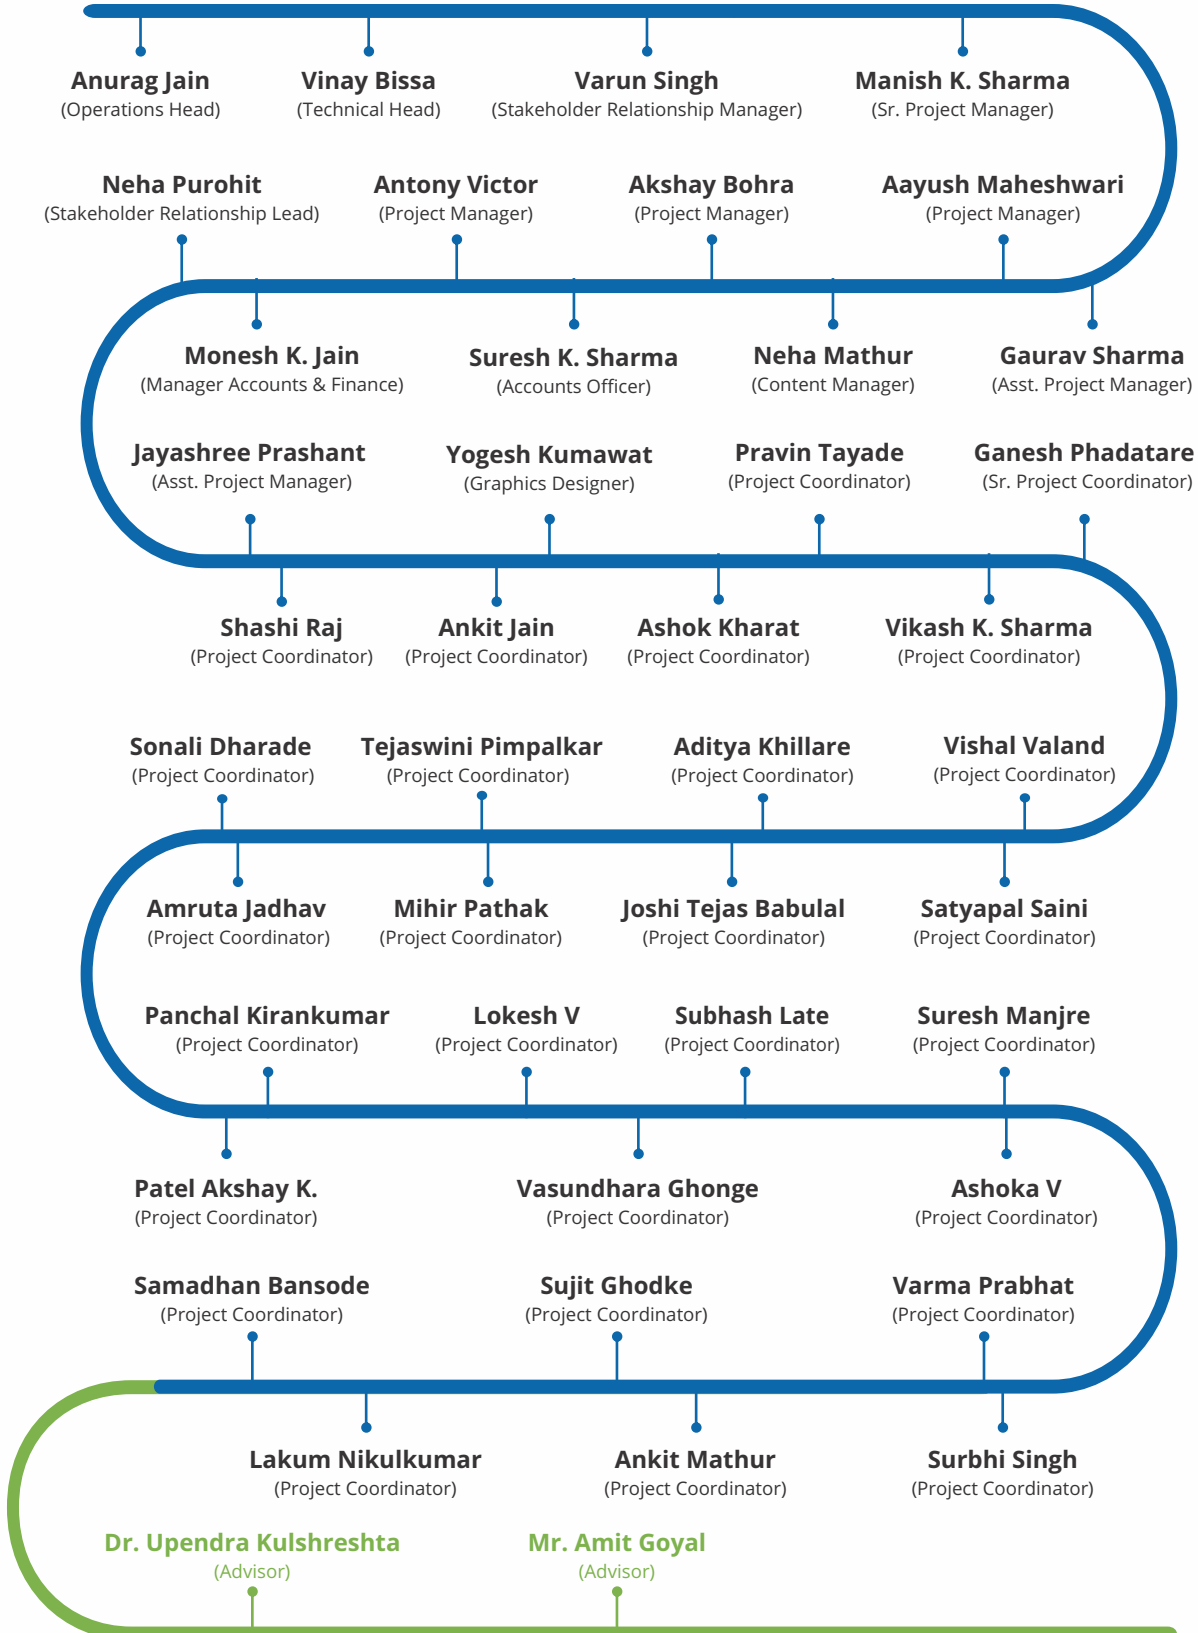 Anurag Jain
(Operations Head)
Vinay Bissa
(Technical Head)
Varun Singh
(Stakeholder Relationship Manager)
Manish K. Sharma
(Sr. Project Manager)
Neha Purohit
(Stakeholder Relationship Lead)
Antony Victor
(Project Manager)
Akshay Bohra
(Project Manager)
Aayush Maheshwari
(Project Manager)
Monesh K. Jain
(Manager Accounts & Finance)
Suresh K. Sharma
(Accounts Officer)
Neha Mathur
(Content Manager)
Gaurav Sharma
(Asst. Project Manager)
Jayashree Prashant
(Asst. Project Manager)
Yogesh Kumawat
(Graphics Designer)
Pravin Tayade
(Project Coordinator)
Ganesh Phadatare
(Sr. Project Coordinator)
Shashi Raj
(Project Coordinator)
Ankit Jain
(Project Coordinator)
Ashok Kharat
(Project Coordinator)
Vikash K. Sharma
(Project Coordinator)
Sonali Dharade
(Project Coordinator)
Tejaswini Pimpalkar
(Project Coordinator)
Aditya Khillare
(Project Coordinator)
Vishal Valand
(Project Coordinator)
Amruta Jadhav
(Project Coordinator)
Mihir Pathak
(Project Coordinator)
Joshi Tejas Babulal
(Project Coordinator)
Satyapal Saini
(Project Coordinator)
Panchal Kirankumar
(Project Coordinator)
Lokesh V
(Project Coordinator)
Subhash Late
(Project Coordinator)
Suresh Manjre
(Project Coordinator)
Patel Akshay K.
(Project Coordinator)
Vasundhara Ghonge
(Project Coordinator)
Ashoka V
(Project Coordinator)
Samadhan Bansode
(Project Coordinator)
Sujit Ghodke
(Project Coordinator)
Varma Prabhat
(Project Coordinator)
Lakum Nikulkumar
(Project Coordinator)
Ankit Mathur
(Project Coordinator)
Surbhi Singh
(Project Coordinator)
Dr. Upendra Kulshreshta
(Advisor)
Mr. Amit Goyal
(Advisor)